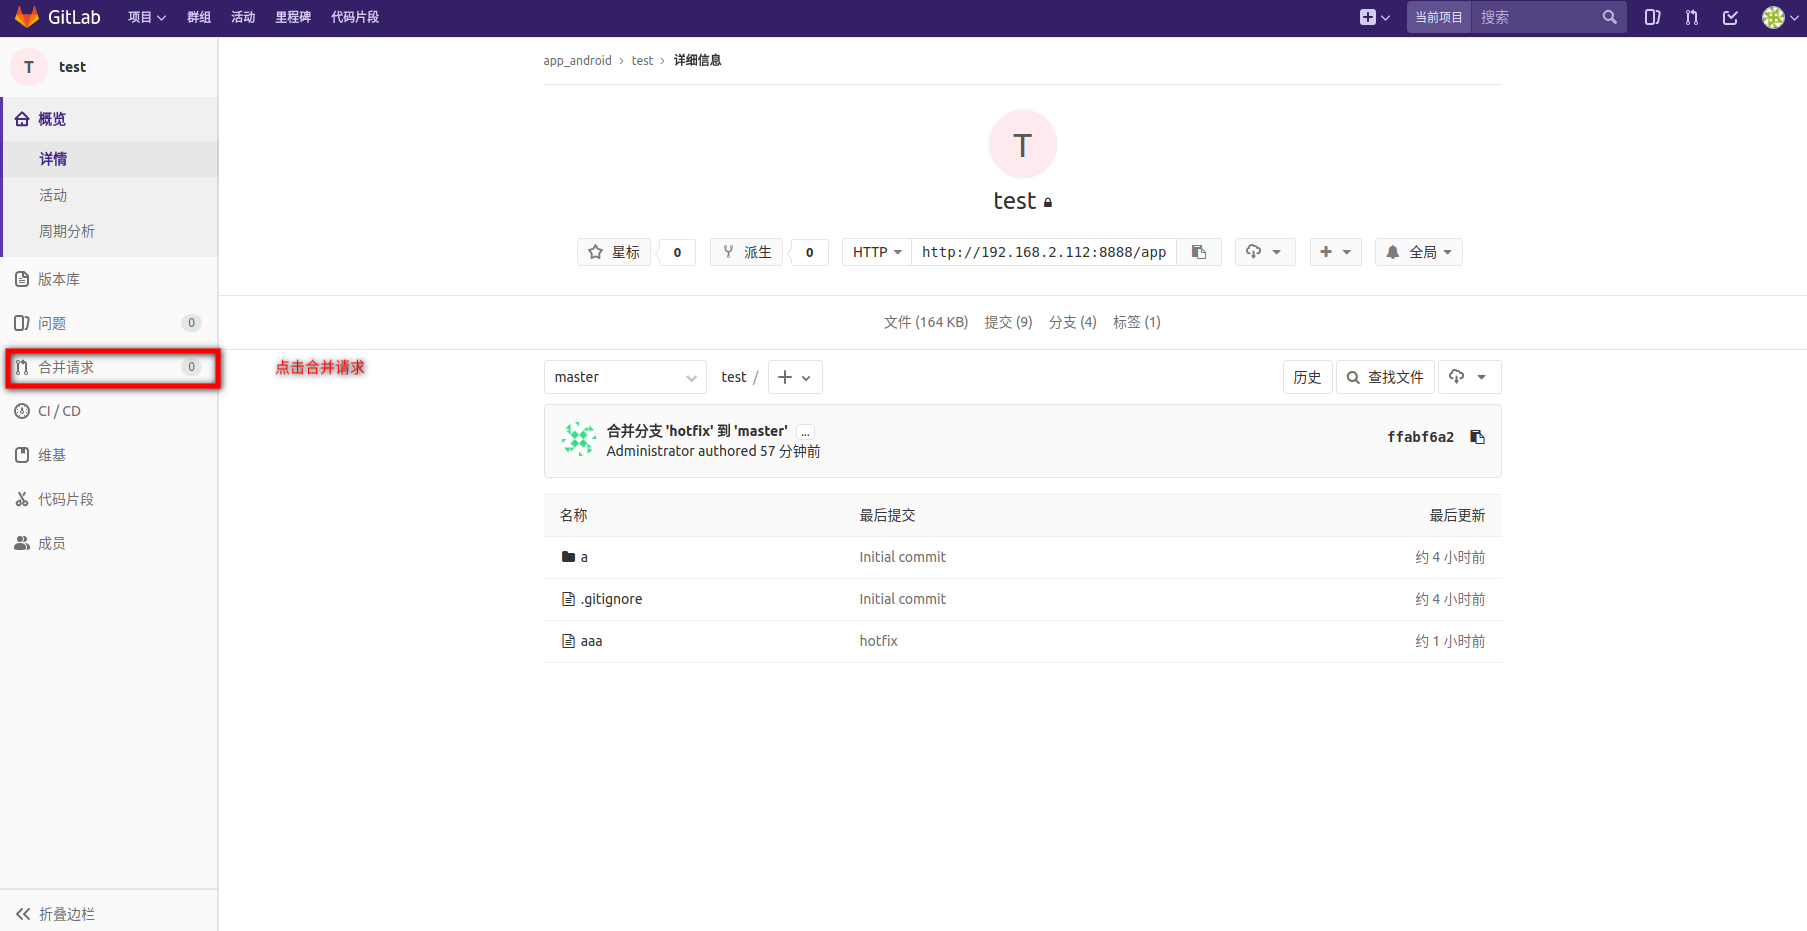 GitLab 项目 群组 活动 里程碑 代码片段 当前项目 搜索
T test
概览
详情
活动
周期分析
版本库
问题 0
合并请求 0
CI / CD
维基
代码片段
成员
折叠边栏
点击合并请求
app_android › test › 详细信息
T
test
星标 0 派生 0 HTTP http://192.168.2.112:8888/app 全局
文件 (164 KB) 提交 (9) 分支 (4) 标签 (1)
master test / 历史 查找文件
合并分支 'hotfix' 到 'master' ...
Administrator authored 57 分钟前
ffabf6a2
名称 最后提交 最后更新
a Initial commit 约 4 小时前
.gitignore Initial commit 约 4 小时前
aaa hotfix 约 1 小时前